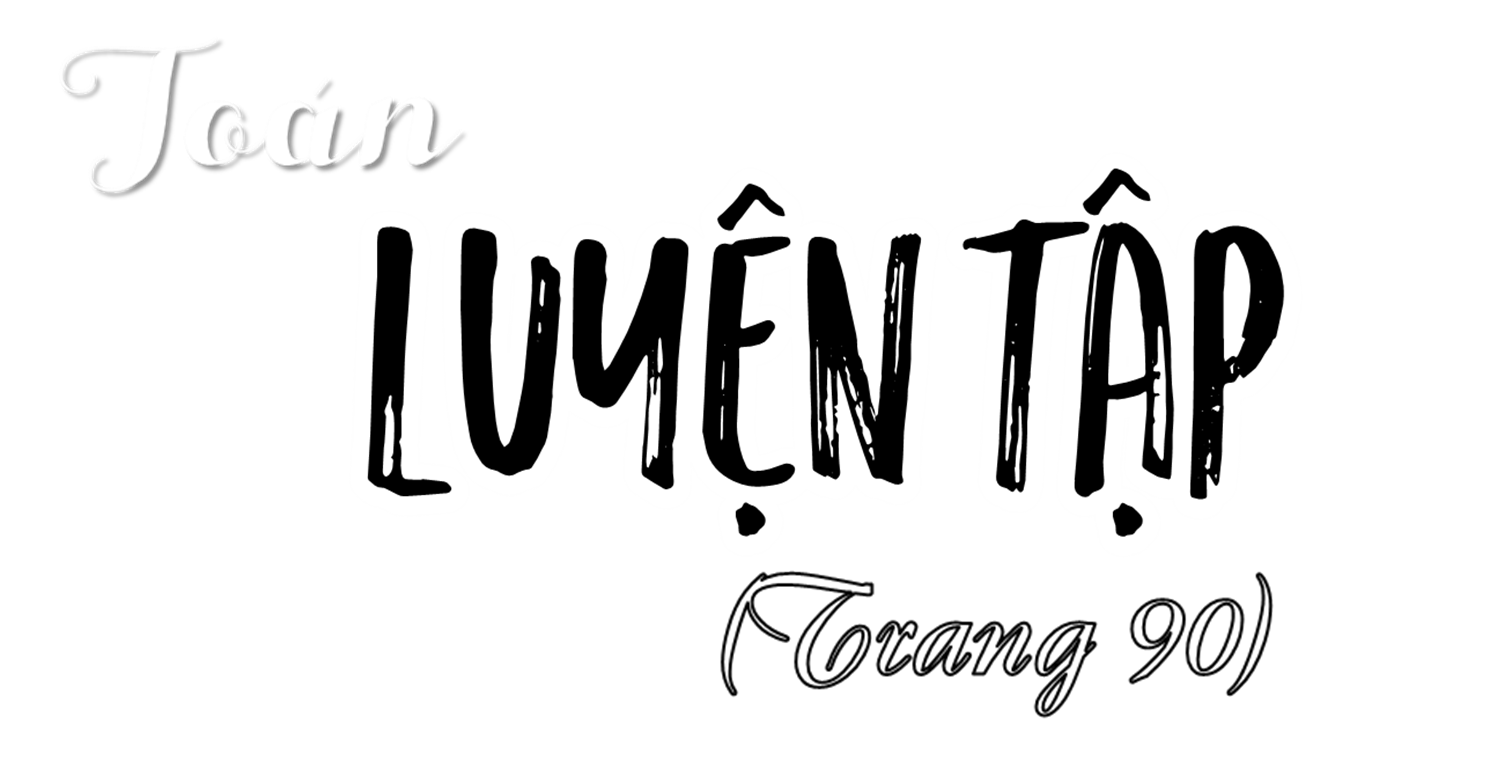 Toán
LUYỆN TẬP
(Trang 90)